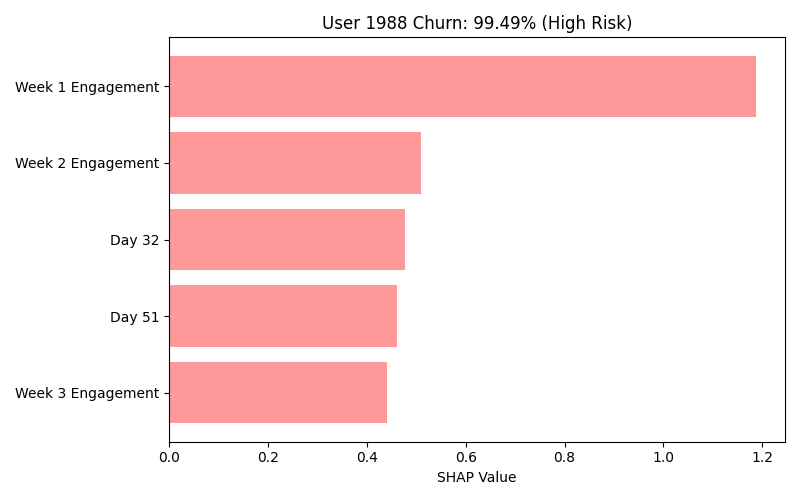 User 1988 Churn: 99.49% (High Risk)
Week 1 Engagement
Week 2 Engagement
Day 32
Day 51
Week 3 Engagement
0.0 0.2 0.4 0.6 0.8 1.0 1.2
SHAP Value